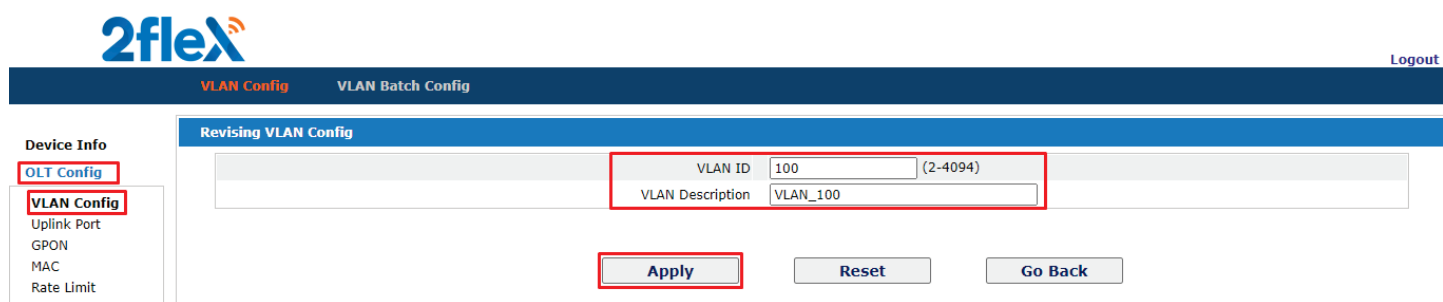 2flex
Logout
VLAN Config VLAN Batch Config
Device Info
OLT Config
VLAN Config
Uplink Port
GPON
MAC
Rate Limit
Revising VLAN Config
VLAN ID 100 (2-4094)
VLAN Description VLAN_100
Apply Reset Go Back